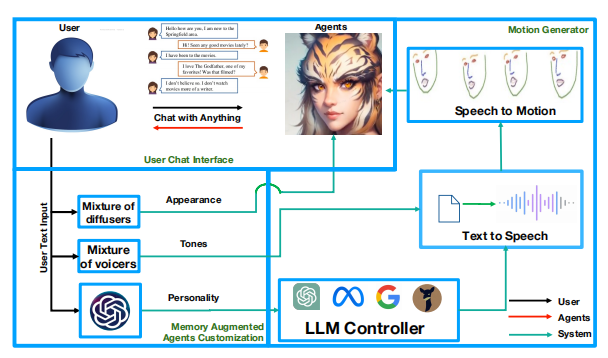 User
Agents
Motion Generator
Hello how are you, I am new to the
Springfield area.
Hi! Seen any good movies lately?
I have been to the movies.
I love The Godfather, one of my
favorites! Was that filmed?
I don't believe so. I don't watch
movies more of a writer.
Chat with Anything
User Chat Interface
Speech to Motion
Text to Speech
User Text Input
Mixture of
diffusers
Appearance
Mixture
of voicers
Tones
Personality
Memory Augmented
Agents Customization
LLM Controller
User
Agents
System